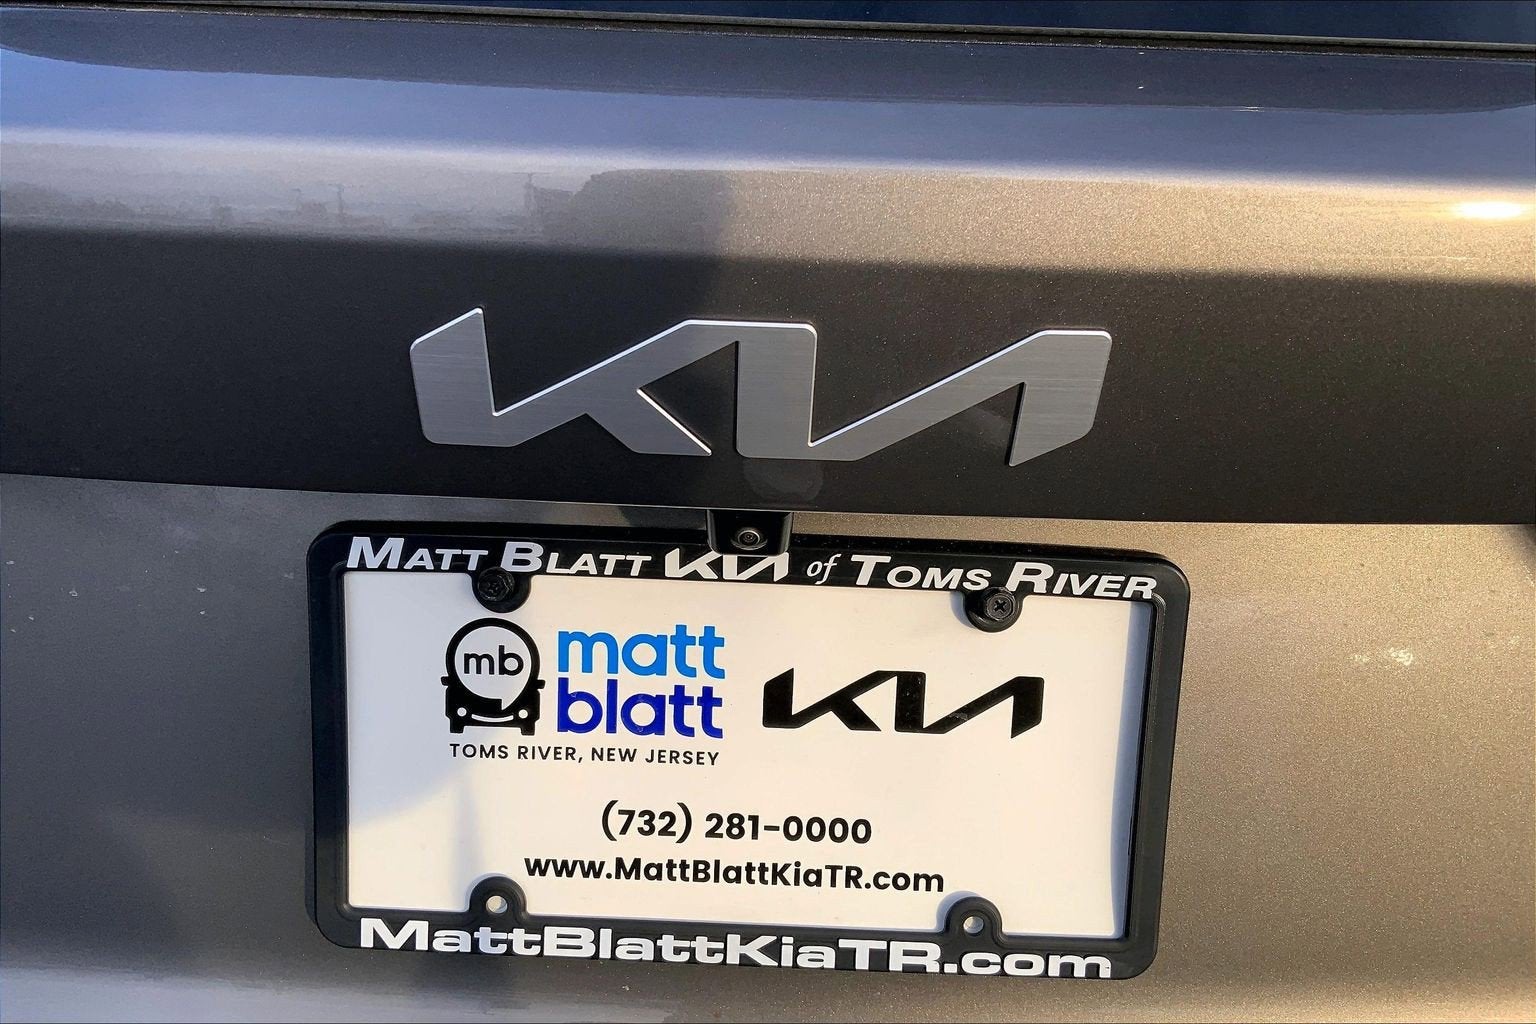 KIA
MATT BLATT KIA of TOMS RIVER
mb
matt
blatt
KIA
TOMS RIVER, NEW JERSEY
(732) 281-0000
www.MattBlattKiaTR.com
MattBlattKiaTR.com